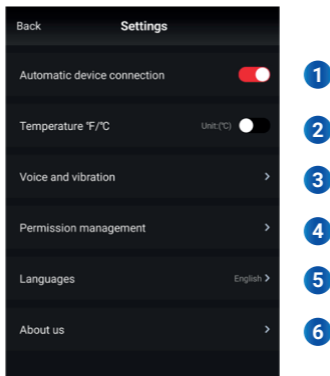 Back Settings
Automatic device connection 1
Temperature °F/°C Unit:(°C) 2
Voice and vibration > 3
Permission management > 4
Languages English > 5
About us > 6